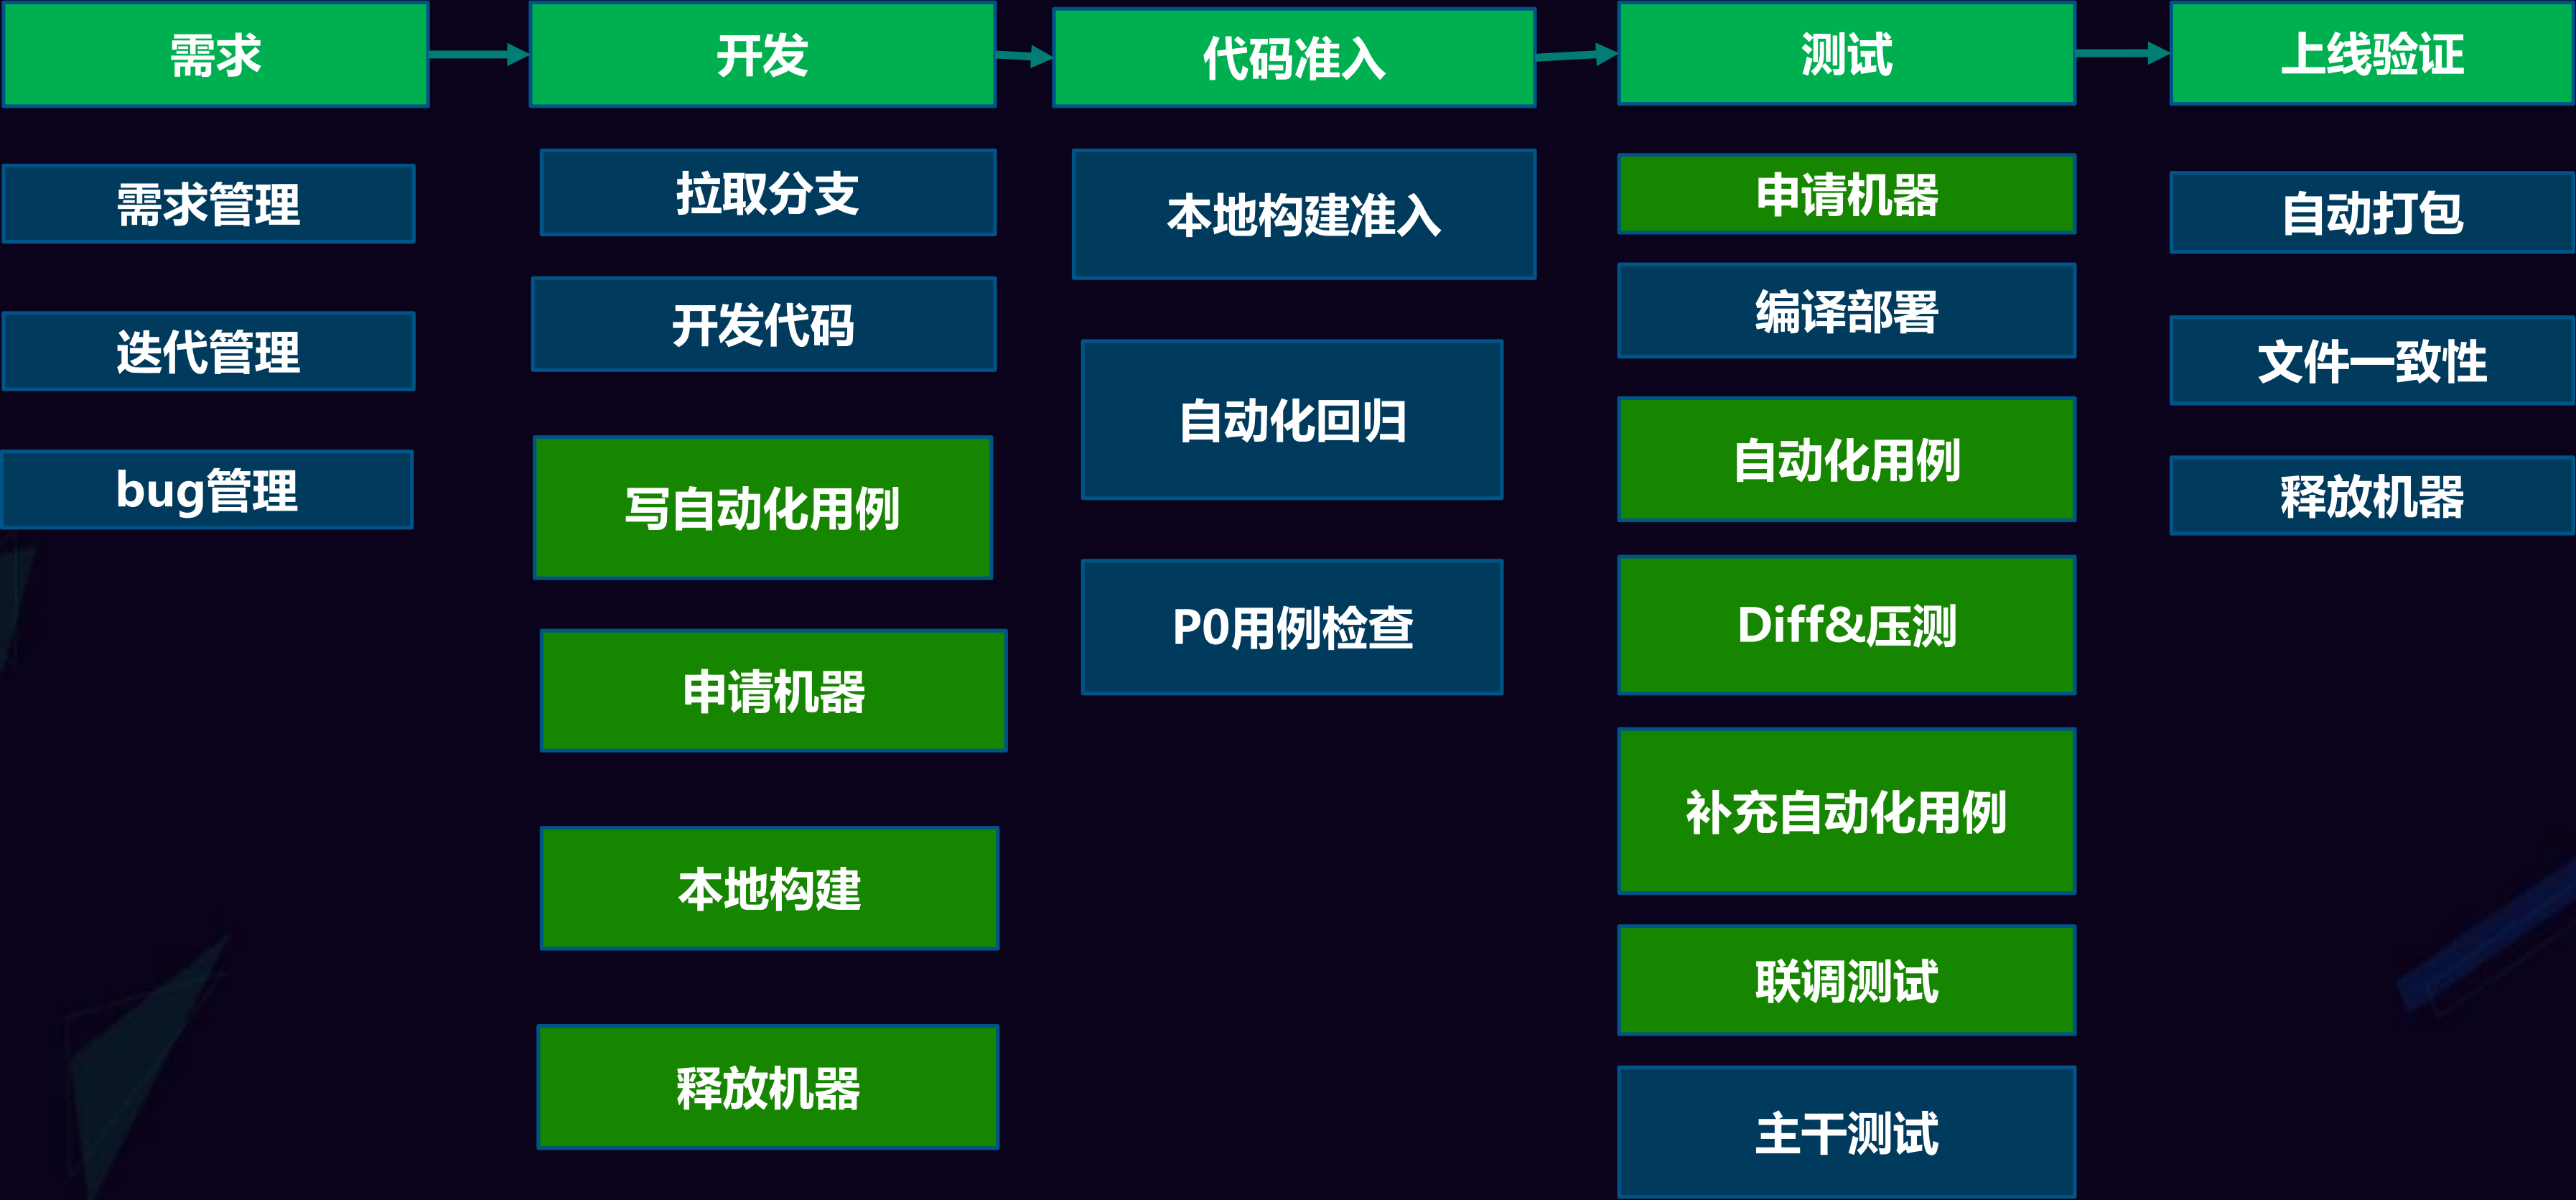 需求
开发
代码准入
测试
上线验证
需求管理
迭代管理
bug管理
拉取分支
开发代码
写自动化用例
申请机器
本地构建
释放机器
本地构建准入
自动化回归
P0用例检查
申请机器
编译部署
自动化用例
Diff&压测
补充自动化用例
联调测试
主干测试
自动打包
文件一致性
释放机器